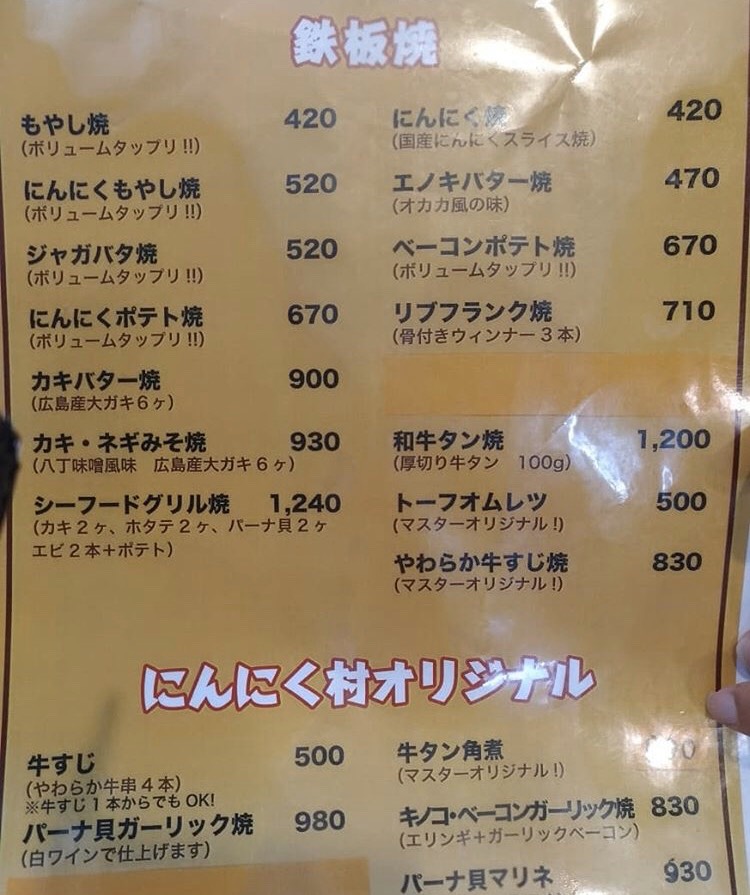 鉄板焼
もやし焼 420
(ボリュームタップリ!!)
にんにくもやし焼 520
(ボリュームタップリ!!)
ジャガバタ焼 520
(ボリュームタップリ!!)
にんにくポテト焼 670
(ボリュームタップリ!!)
カキバター焼 900
(広島産大ガキ6ヶ)
カキ・ネギみそ焼 930
(八丁味噌風味 広島産大ガキ6ヶ)
シーフードグリル焼 1,240
(カキ2ヶ、ホタテ2ヶ、パーナ貝2ヶ
エビ2本+ポテト)
にんにく焼 420
(国産にんにくスライス焼)
エノキバター焼 470
(オカカ風の味)
ベーコンポテト焼 670
(ボリュームタップリ!!)
リブフランク焼 710
(骨付きウィンナー3本)
和牛タン焼 1,200
(厚切り牛タン 100g)
トーフオムレツ 500
(マスターオリジナル!)
やわらか牛すじ焼 830
(マスターオリジナル!)
にんにく村オリジナル
牛すじ 500
(やわらか牛串4本)
※牛すじ1本からでもOK!
パーナ貝ガーリック焼 980
(白ワインで仕上げます)
牛タン角煮
(マスターオリジナル!)
キノコ・ベーコンガーリック焼 830
(エリンギ+ガーリックベーコン)
パーナ貝マリネ 930